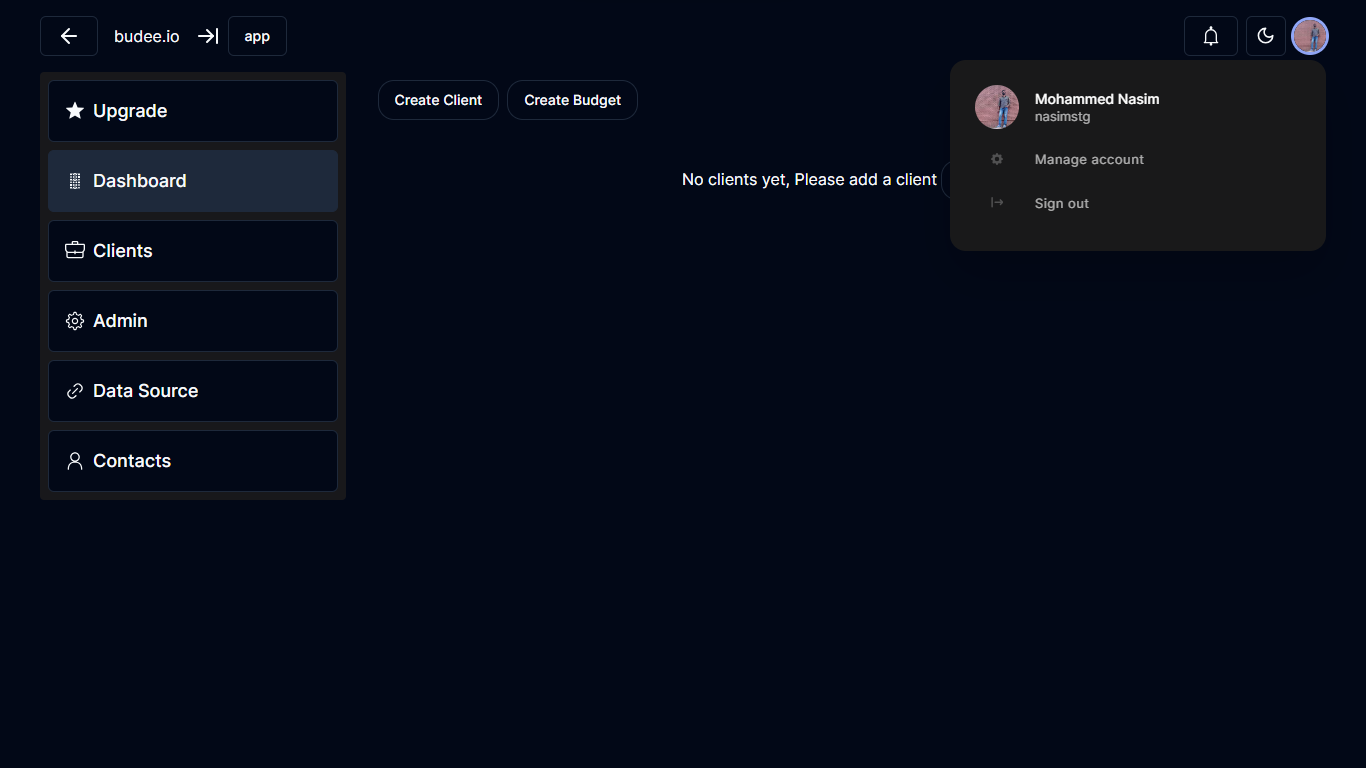 budee.io
app
Upgrade
Dashboard
Clients
Admin
Data Source
Contacts
Create Client
Create Budget
No clients yet, Please add a client
Mohammed Nasim
nasimstg
Manage account
Sign out